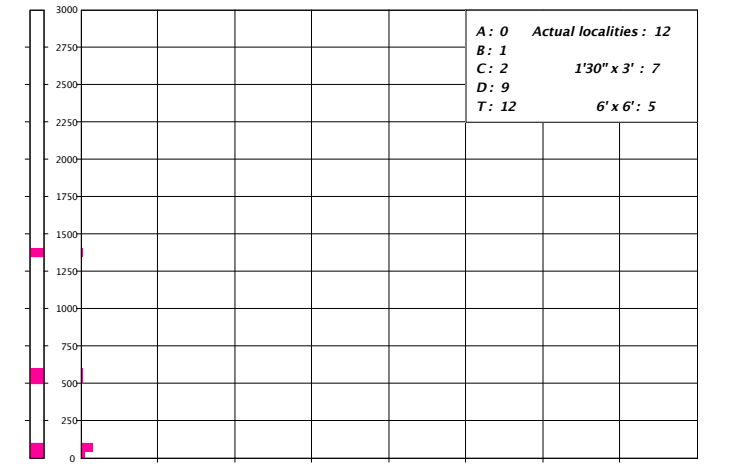 3000
A: 0 Actual localities : 12
B: 1
2750
C: 2 1'30" x 3' : 7
2500
D: 9
T: 12 6' x 6' : 5
2250
2000
1750
1500
1250
1000
750
500
250
0